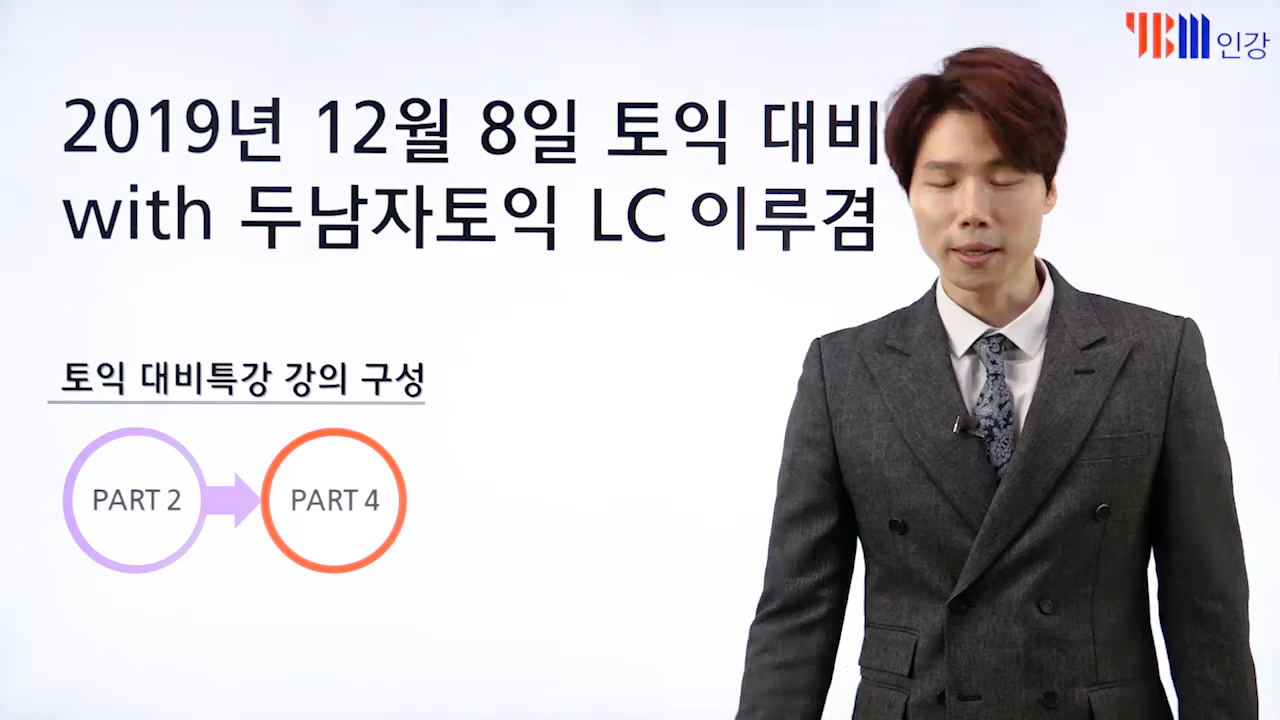 YBM 인강
2019년 12월 8일 토익 대비
with 두남자토익 LC 이루겸
토익 대비특강 강의 구성
PART 2
PART 4